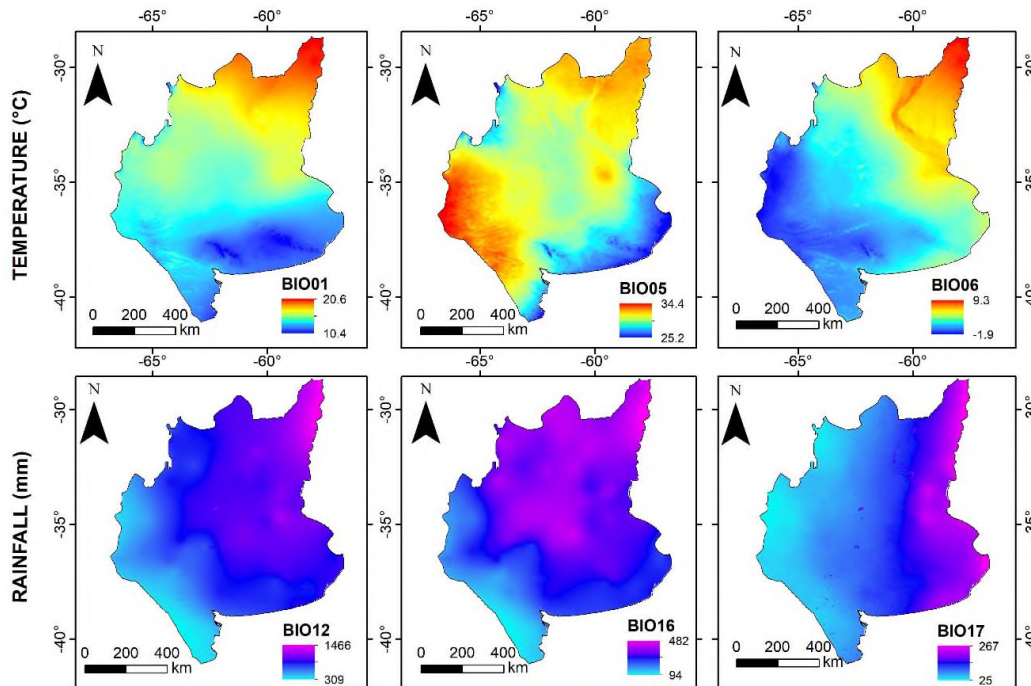 -65° -60° -65° -60° -65° -60°
TEMPERATURE (°C)
-30° -35° -40°
N
BIO01
20.6
10.4
0 200 400
km
N
BIO05
34.4
25.2
0 200 400
km
N
BIO06
9.3
-1.9
0 200 400
km
-30° -35° -40°
-65° -60° -65° -60° -65° -60°
RAINFALL (mm)
-30° -35° -40°
N
BIO12
1466
309
0 200 400
km
N
BIO16
482
94
0 200 400
km
N
BIO17
267
25
0 200 400
km
-30° -35° -40°